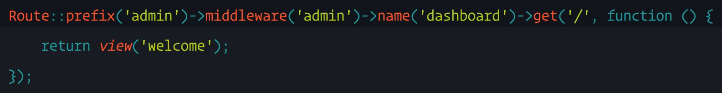 Route::prefix('admin')->middleware('admin')->name('dashboard')->get('/', function () {
    return view('welcome');
});